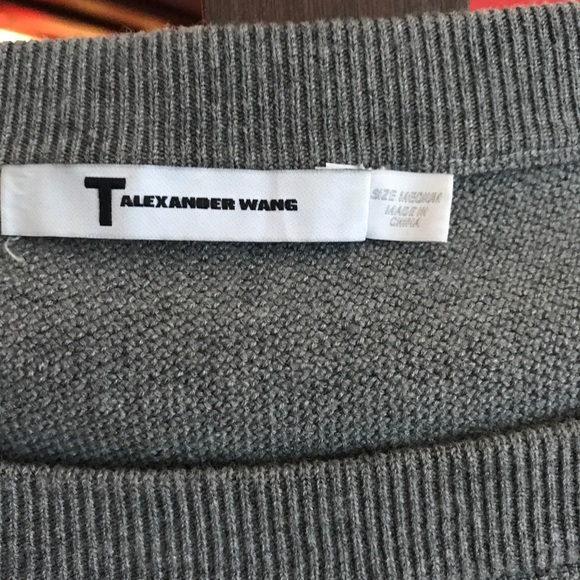 T ALEXANDER WANG
SIZE MEDIUM
MADE IN
CHINA